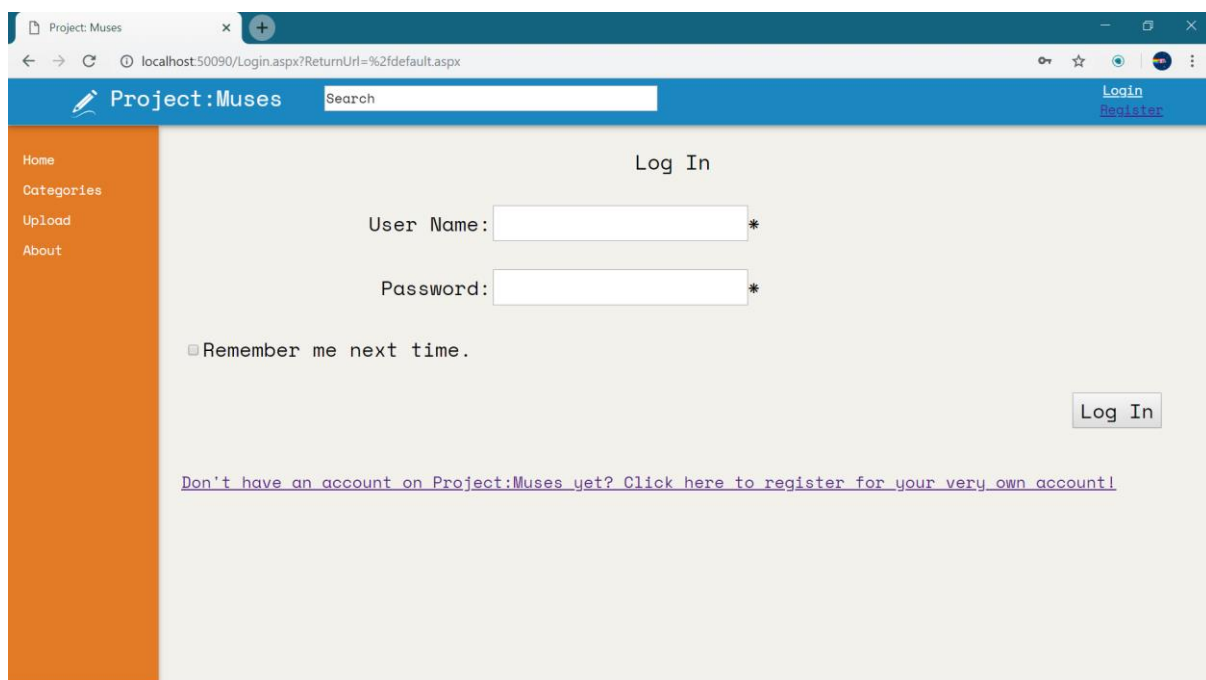 Project: Muses
localhost:50090/Login.aspx?ReturnUrl=%2fdefault.aspx
Project:Muses
Search
Login
Register
Home
Categories
Upload
About
Log In
User Name:
*
Password:
*
Remember me next time.
Log In
Don't have an account on Project:Muses yet? Click here to register for your very own account!